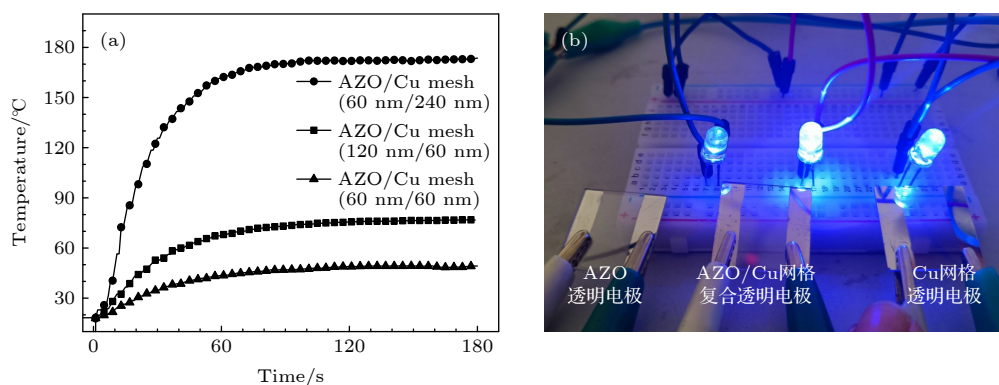 (a)
180
150
120
90
60
30
0
60
120
180
Temperature/℃
Time/s
AZO/Cu mesh
(60 nm/240 nm)
AZO/Cu mesh
(120 nm/60 nm)
AZO/Cu mesh
(60 nm/60 nm)
(b)
AZO
透明电极
AZO/Cu网格
复合透明电极
Cu网格
透明电极